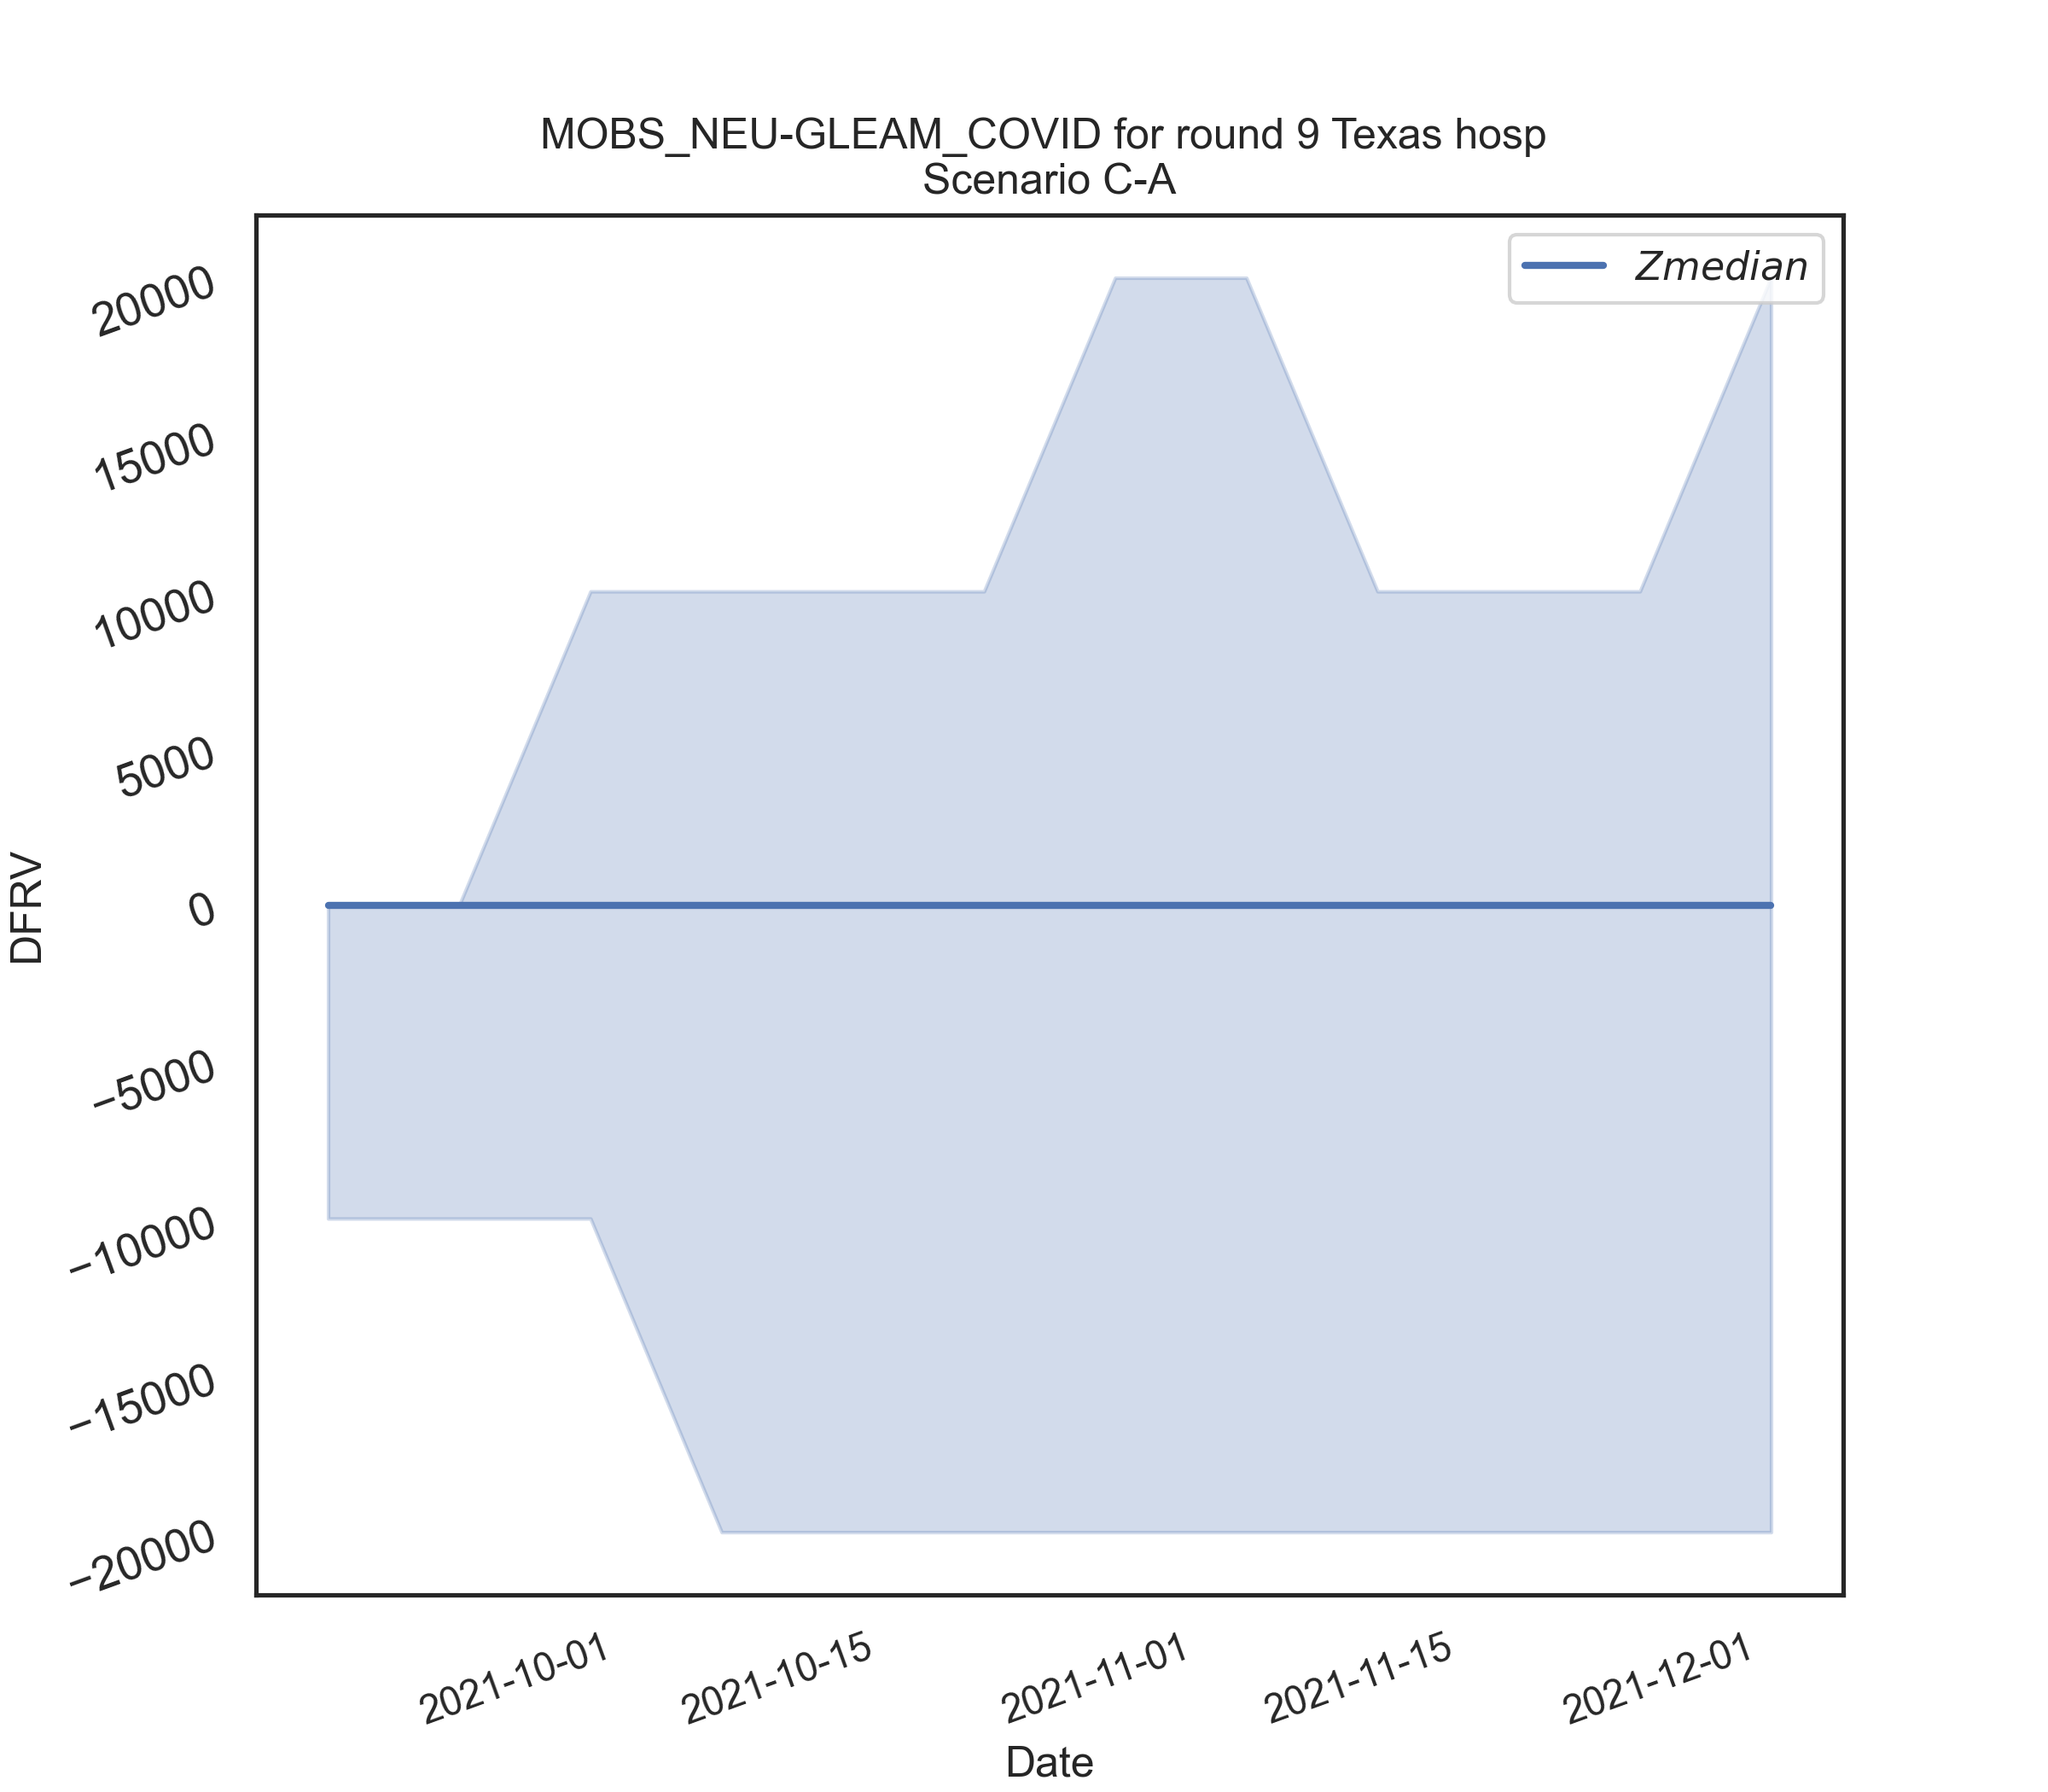 MOBS_NEU-GLEAM_COVID for round 9 Texas hosp
Scenario C-A
Zmedian
20000
15000
10000
5000
0
−5000
−10000
−15000
−20000
DFRV
2021-10-01
2021-10-15
2021-11-01
2021-11-15
2021-12-01
Date